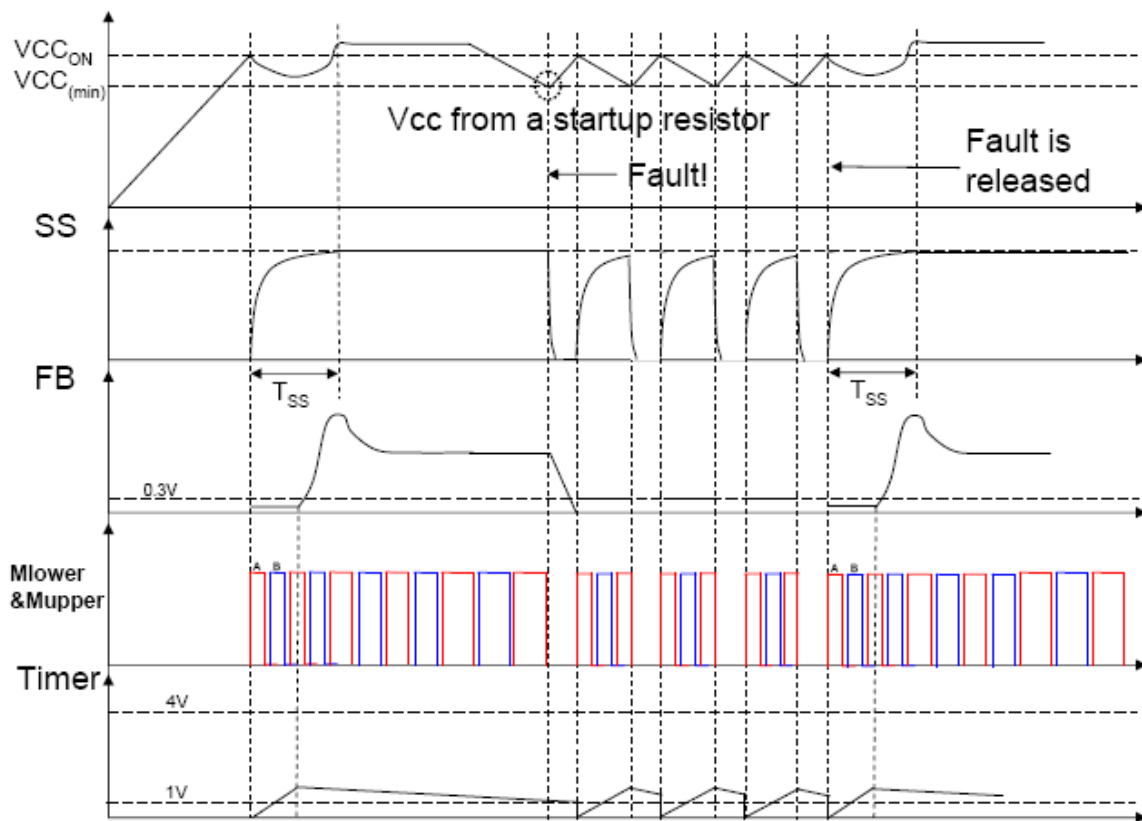 VCC_ON
VCC_(min)
Vcc from a startup resistor
Fault!
Fault is
released
SS
T_SS
T_SS
FB
0.3V
Mlower
&Mupper
A B
A B
Timer
4V
1V